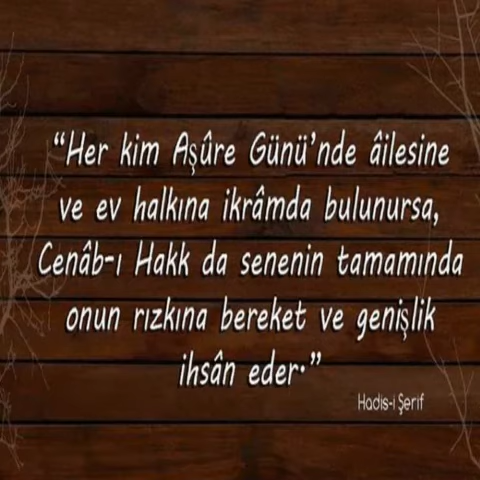 “Her kim Aşûre Günü’nde âilesine
ve ev halkına ikrâmda bulunursa,
Cenâb-ı Hakk da senenin tamamında
onun rızkına bereket ve genişlik
ihsân eder.”
Hadis-i Şerif